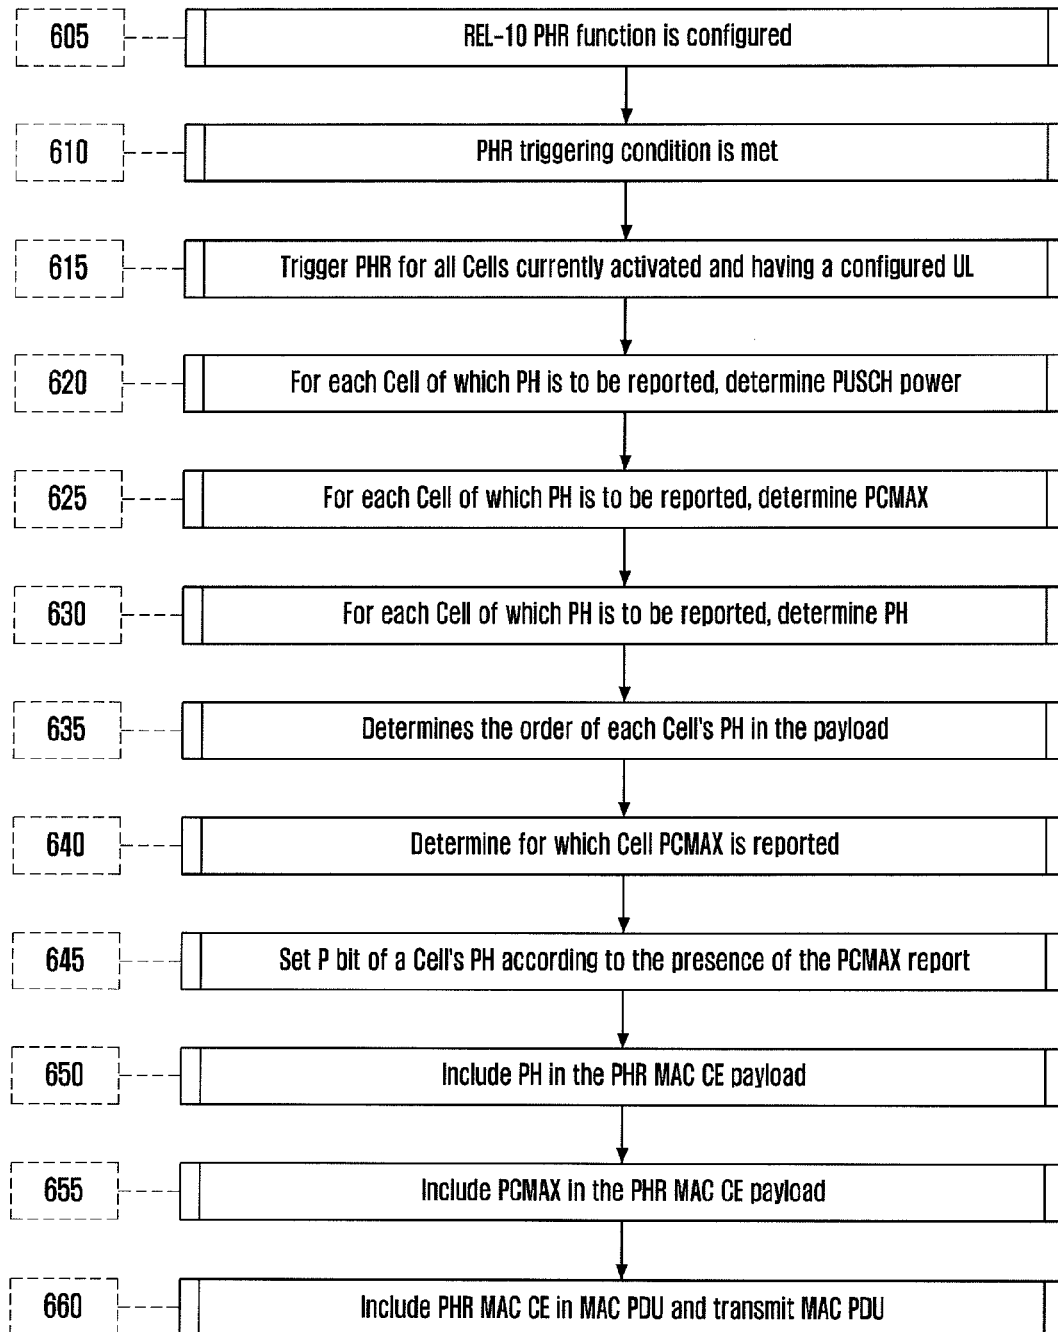 605 REL-10 PHR function is configured
610 PHR triggering condition is met
615 Trigger PHR for all Cells currently activated and having a configured UL
620 For each Cell of which PH is to be reported, determine PUSCH power
625 For each Cell of which PH is to be reported, determine PCMAX
630 For each Cell of which PH is to be reported, determine PH
635 Determines the order of each Cell's PH in the payload
640 Determine for which Cell PCMAX is reported
645 Set P bit of a Cell's PH according to the presence of the PCMAX report
650 Include PH in the PHR MAC CE payload
655 Include PCMAX in the PHR MAC CE payload
660 Include PHR MAC CE in MAC PDU and transmit MAC PDU